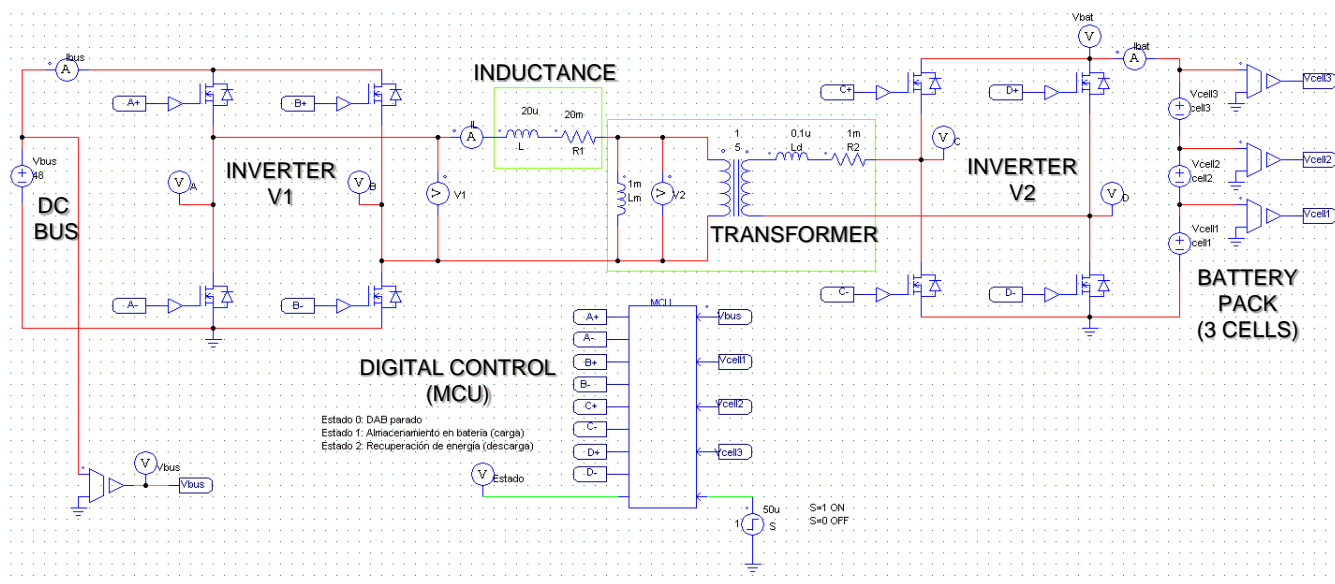 Vbat
V
Ibus
A
Ibat
A
INDUCTANCE
A+
B+
C+
D+
Vcell3
Vcell3
cell3
20u
20m
L
R1
IL
A
1
5
0.1u
1m
Ld
R2
V
C
Vbus
48
V
A
INVERTER
V1
V
B
V
V1
1m
Lm
V
V2
INVERTER
V2
Vcell2
cell2
Vcell2
V
D
DC
BUS
TRANSFORMER
Vcell1
cell1
Vcell1
A-
B-
C-
D-
BATTERY
PACK
(3 CELLS)
MCU
DIGITAL CONTROL
(MCU)
A+
A-
B+
B-
C+
C-
D+
D-
Vbus
Vcell1
Vcell2
Vcell3
Estado 0: DAB parado
Estado 1: Almacenamiento en batería (carga)
Estado 2: Recuperación de energía (descarga)
V
Vbus
Vbus
V
Estado
50u
1
S
S=1 ON
S=0 OFF